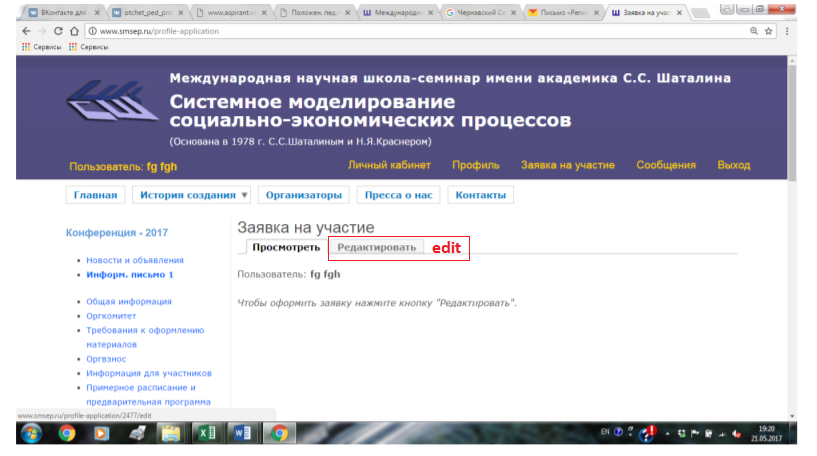 ВКонтакте для
otchet_ped_pra
www.aspirant.vs
Положен. пед.
Международн
Чернавский Се
Письмо «Регис
Заявка на учас
www.smsep.ru/profile-application
Сервисы Сервисы
Международная научная школа-семинар имени академика С.С. Шаталина
Системное моделирование
социально-экономических процессов
(Основана в 1978 г. С.С.Шаталиным и Н.Я.Краснером)
Пользователь: fg fgh Личный кабинет Профиль Заявка на участие Сообщения Выход
Главная История создания ▼ Организаторы Пресса о нас Контакты
Конференция - 2017
• Новости и объявления
• Информ. письмо 1
• Общая информация
• Оргкомитет
• Требования к оформлению
материалов
• Оргвзнос
• Информация для участников
• Примерное расписание и
предварительная программа
Заявка на участие
Просмотреть Редактировать edit
Пользователь: fg fgh
Чтобы оформить заявку нажмите кнопку "Редактировать".
www.smsep.ru/profile-application/2477/edit
EN 19:20
21.05.2017